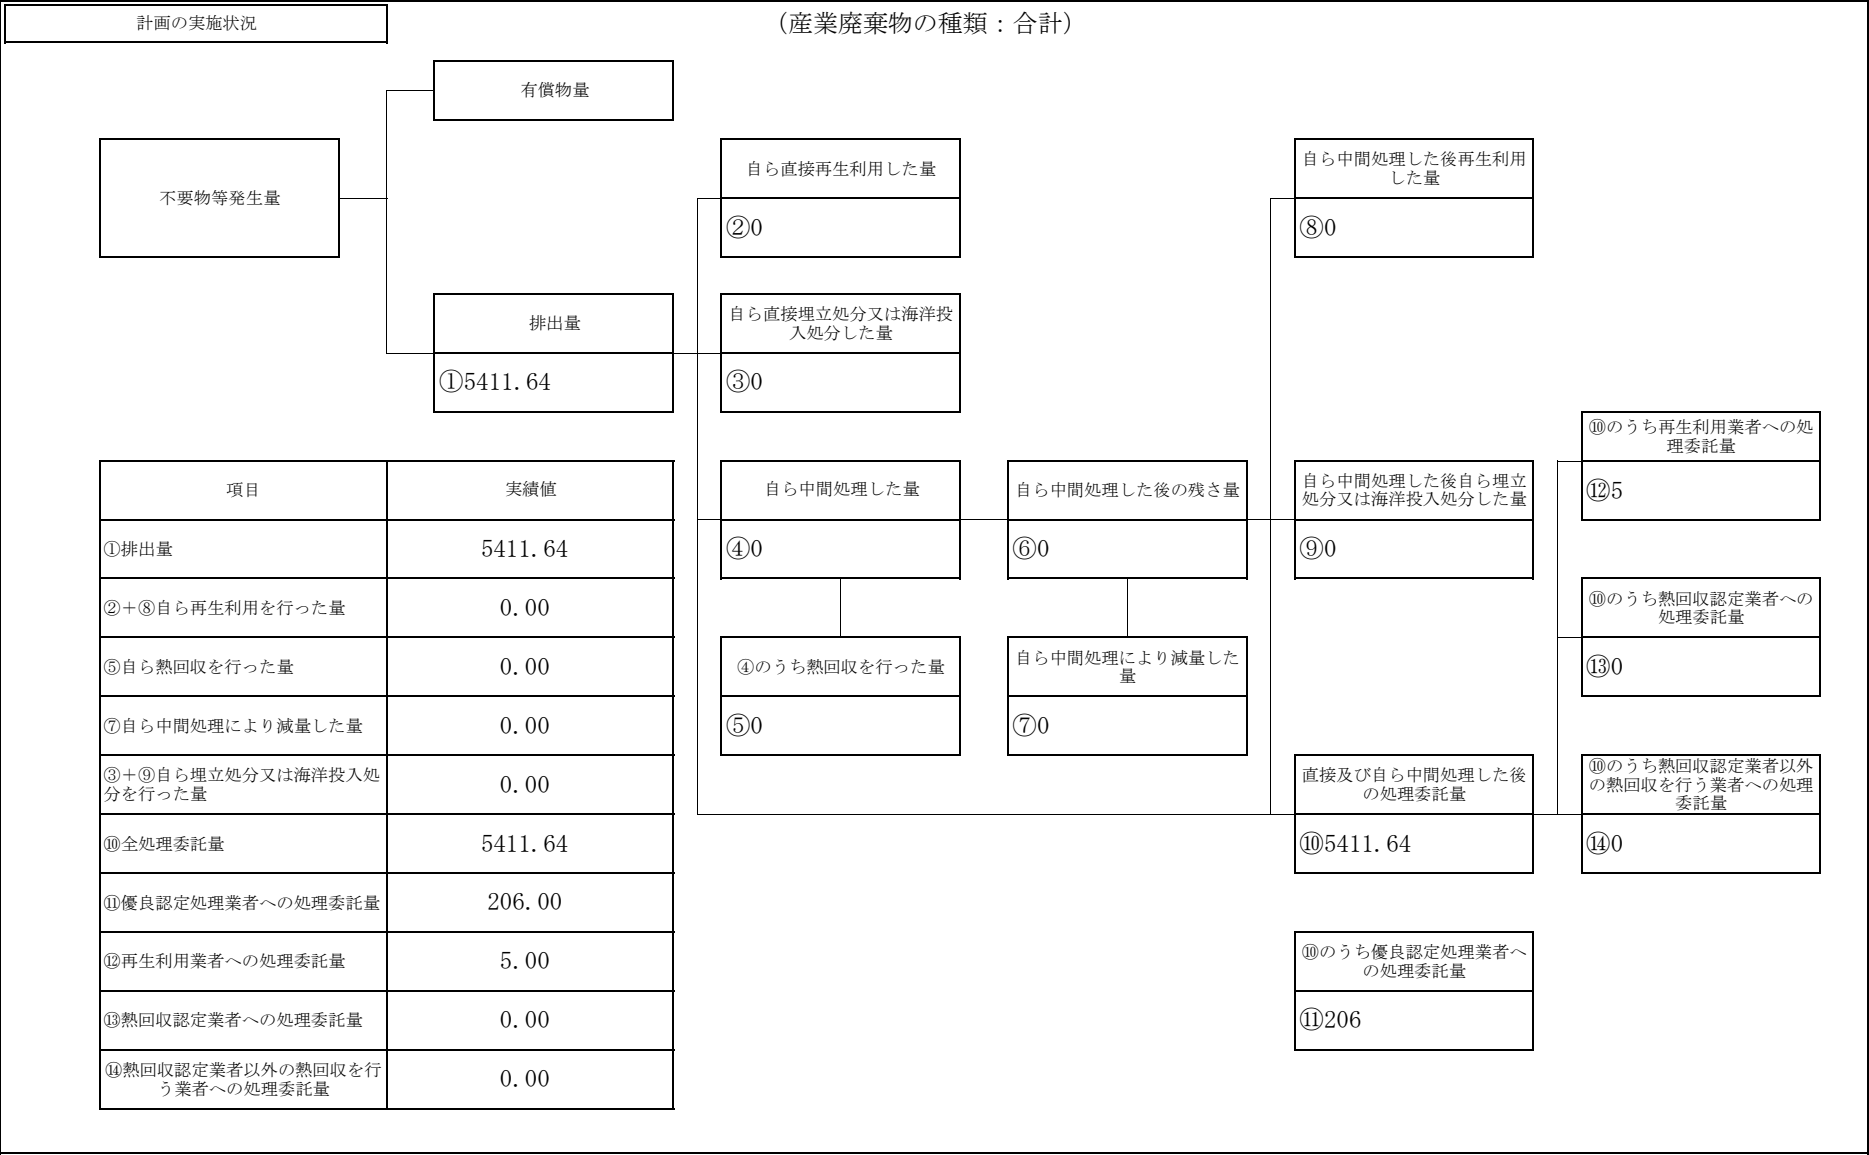 計画の実施状況
（産業廃棄物の種類：合計）
有償物量
不要物等発生量
自ら直接再生利用した量
②0
自ら中間処理した後再生利用
した量
⑧0
排出量
①5411.64
自ら直接埋立処分又は海洋投
入処分した量
③0
⑩のうち再生利用業者への処
理委託量
⑫5
自ら中間処理した量
④0
自ら中間処理した後の残さ量
⑥0
自ら中間処理した後自ら埋立
処分又は海洋投入処分した量
⑨0
⑩のうち熱回収認定業者への
処理委託量
⑬0
④のうち熱回収を行った量
⑤0
自ら中間処理により減量した
量
⑦0
直接及び自ら中間処理した後
の処理委託量
⑩5411.64
⑩のうち熱回収認定業者以外
の熱回収を行う業者への処理
委託量
⑭0
⑩のうち優良認定処理業者へ
の処理委託量
⑪206
項目 実績値
①排出量 5411.64
②＋⑧自ら再生利用を行った量 0.00
⑤自ら熱回収を行った量 0.00
⑦自ら中間処理により減量した量 0.00
③＋⑨自ら埋立処分又は海洋投入処
分を行った量 0.00
⑩全処理委託量 5411.64
⑪優良認定処理業者への処理委託量 206.00
⑫再生利用業者への処理委託量 5.00
⑬熱回収認定業者への処理委託量 0.00
⑭熱回収認定業者以外の熱回収を行
う業者への処理委託量 0.00